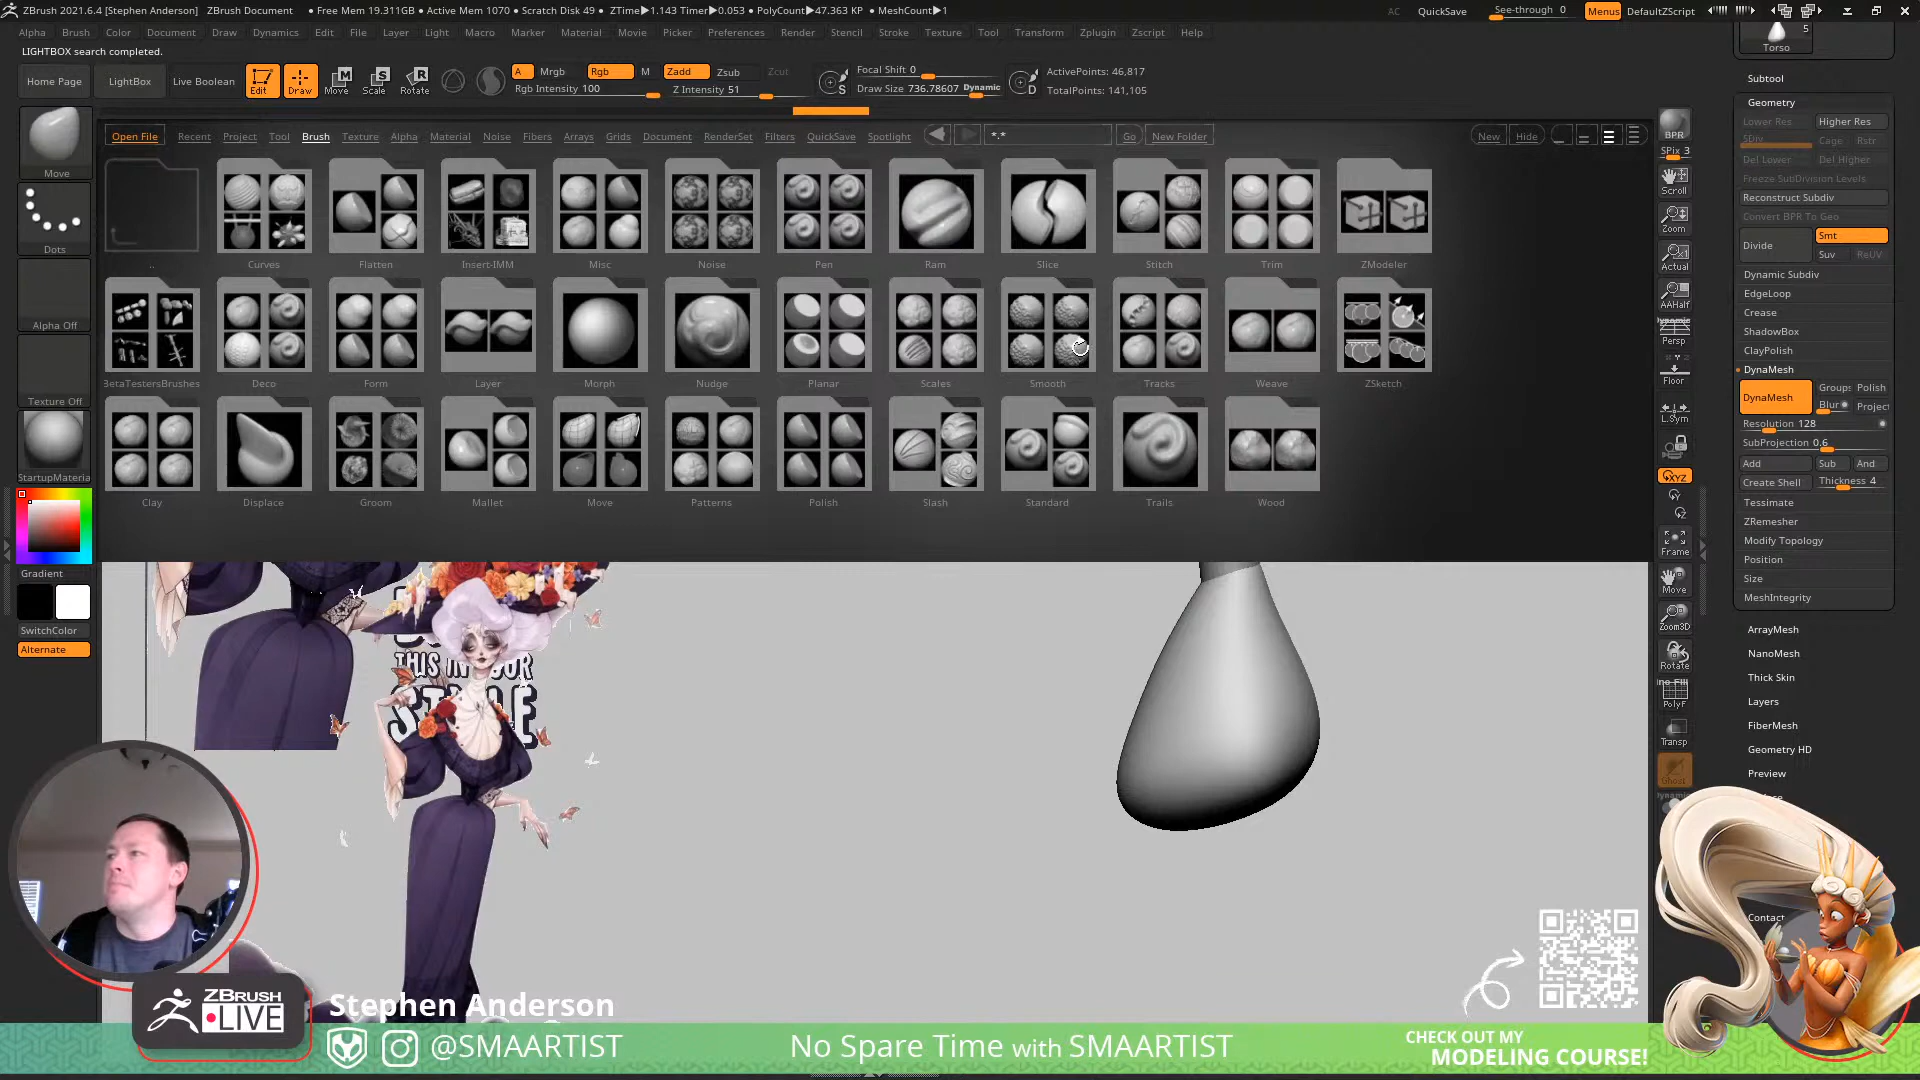 ZBrush 2021.6.4 [Stephen Anderson] ZBrush Document • Free Mem 19.311GB • Active Mem 1070 • Scratch Disk 49 • ZTime▶1.143 Timer▶0.053 • PolyCount▶47.363 KP • MeshCount▶1 AC QuickSave See-through 0 Menus DefaultZScript
Alpha Brush Color Document Draw Dynamics Edit File Layer Light Macro Marker Material Movie Picker Preferences Render Stencil Stroke Texture Tool Transform Zplugin Zscript Help
LIGHTBOX search completed.
Home Page LightBox Live Boolean Edit Draw Move Scale Rotate
A Mrgb Rgb M Zadd Zsub Zcut
Rgb Intensity 100 Z Intensity 51
S Focal Shift 0
Draw Size 736.78607 Dynamic
D ActivePoints: 46,817
TotalPoints: 141,105
Open File Recent Project Tool Brush Texture Alpha Material Noise Fibers Arrays Grids Document RenderSet Filters QuickSave Spotlight *.* Go New Folder New Hide
.. Curves Flatten Insert-IMM Misc Noise Pen Ram Slice Stitch Trim ZModeler
BetaTestersBrushes Deco Form Layer Morph Nudge Planar Scales Smooth Tracks Weave ZSketch
Clay Displace Groom Mallet Move Patterns Polish Slash Standard Trails Wood
Move
Dots
Alpha Off
Texture Off
StartupMateria
Gradient
SwitchColor
Alternate
BPR
SPix 3
Scroll
Zoom
Actual
AAHalf
Dynamic
Persp
Floor
L.Sym
XYZ
Frame
Move
Zoom3D
Rotate
PolyF
Transp
Ghost
Dynamic
5
Torso
Subtool
Geometry
Lower Res Higher Res
SDiv Cage Rstr
Del Lower Del Higher
Freeze SubDivision Levels
Reconstruct Subdiv
Convert BPR To Geo
Divide Smt
Suv ReUV
Dynamic Subdiv
EdgeLoop
Crease
ShadowBox
ClayPolish
DynaMesh
DynaMesh Groups Polish
Blur Project
Resolution 128
SubProjection 0.6
Add Sub And
Create Shell Thickness 4
Tessimate
ZRemesher
Modify Topology
Position
Size
MeshIntegrity
ArrayMesh
NanoMesh
Thick Skin
Layers
FiberMesh
Geometry HD
Preview
Contact
ZBRUSH
LIVE
Stephen Anderson
@SMAARTIST
No Spare Time with SMAARTIST
CHECK OUT MY
MODELING COURSE!